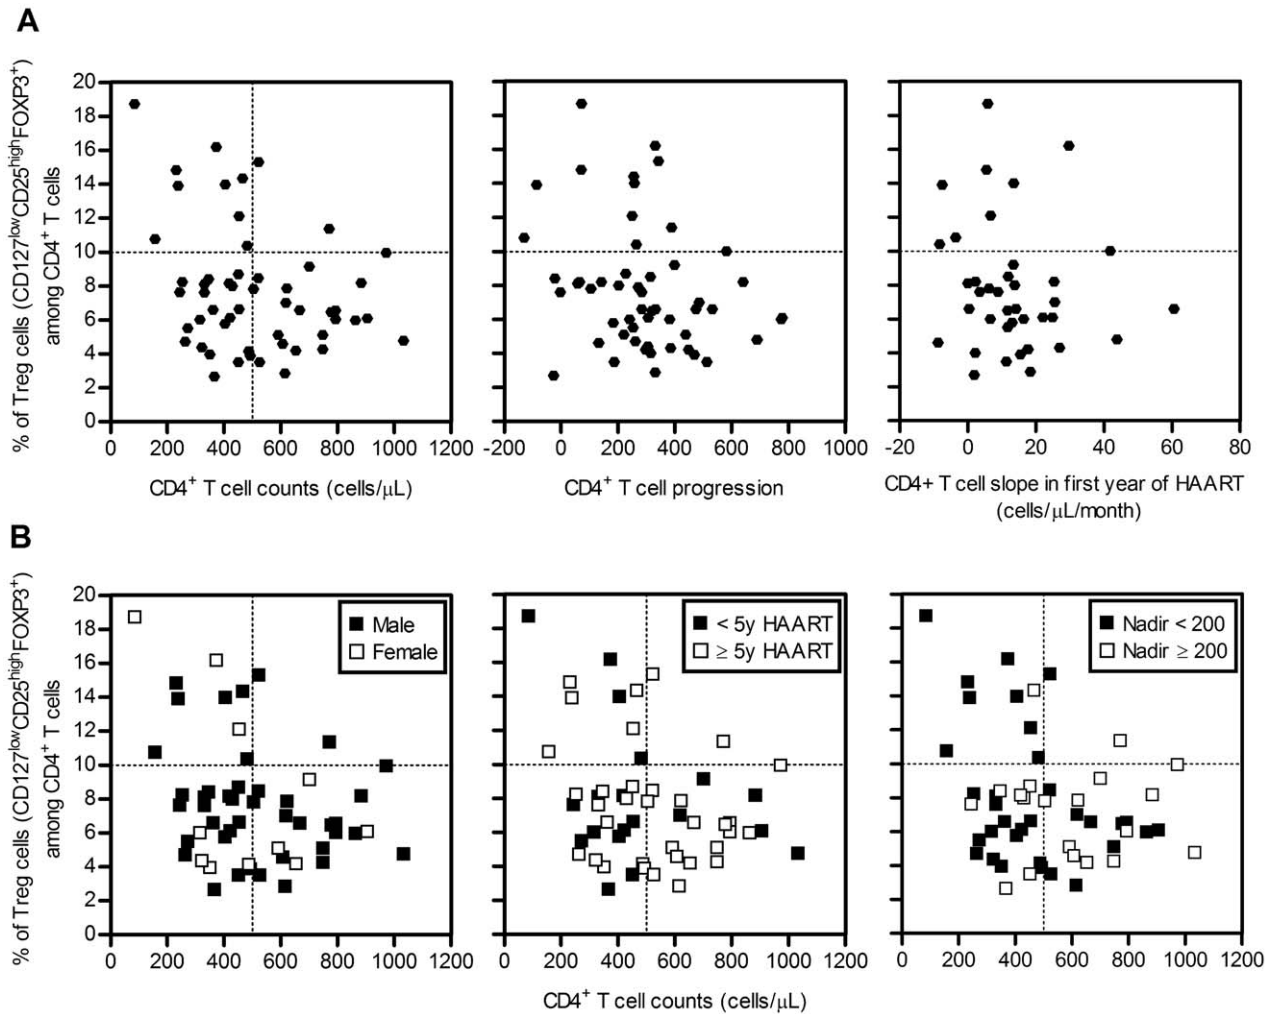 A
% of Treg cells (CD127lowCD25highFOXP3+)
among CD4+ T cells
20
18
16
14
12
10
8
6
4
2
0
0 200 400 600 800 1000 1200
CD4+ T cell counts (cells/μL)
-200 0 200 400 600 800 1000
CD4+ T cell progression
-20 0 20 40 60 80
CD4+ T cell slope in first year of HAART
(cells/μL/month)
B
% of Treg cells (CD127lowCD25highFOXP3+)
among CD4+ T cells
20
18
16
14
12
10
8
6
4
2
0
Male
Female
0 200 400 600 800 1000 1200
< 5y HAART
≥ 5y HAART
0 200 400 600 800 1000 1200
Nadir < 200
Nadir ≥ 200
0 200 400 600 800 1000 1200
CD4+ T cell counts (cells/μL)